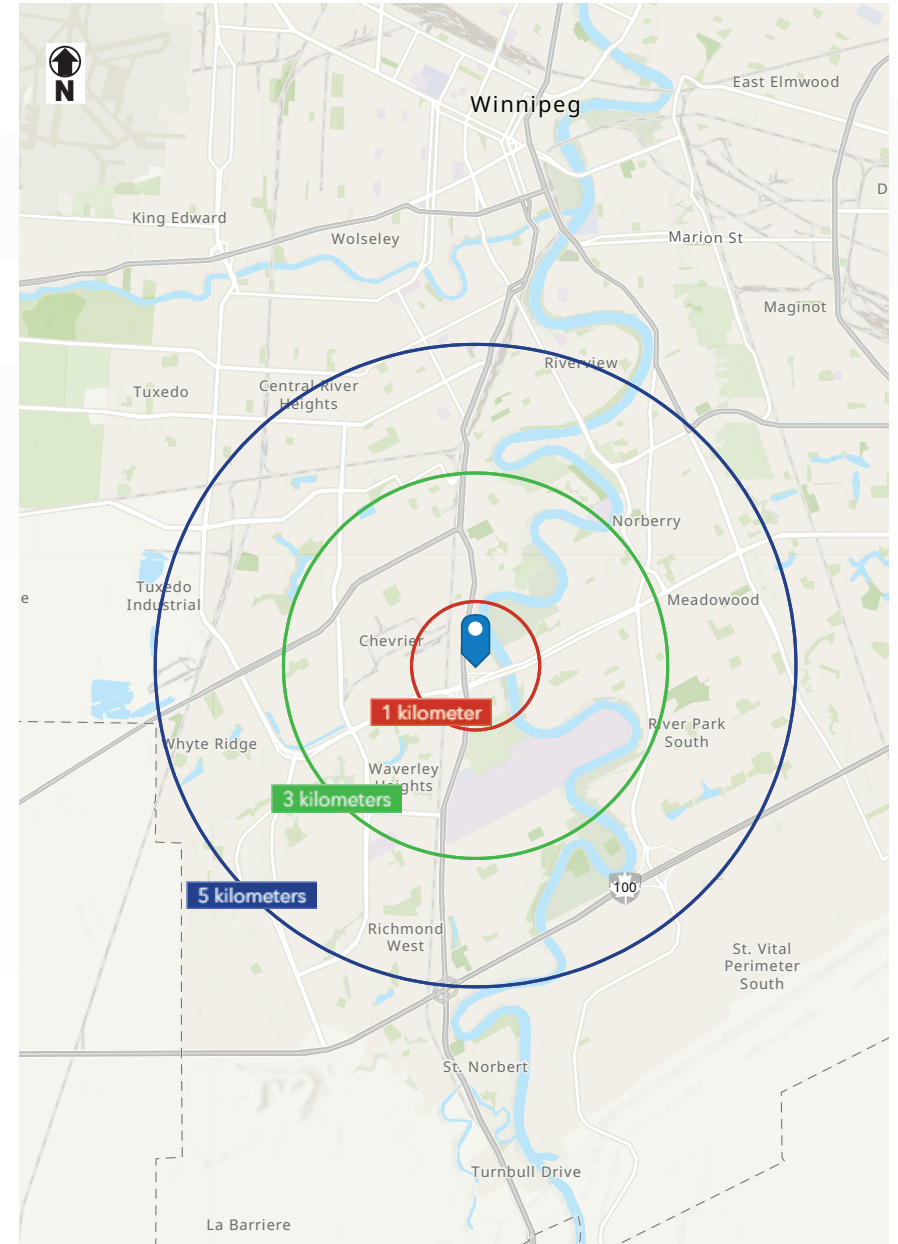 N
Winnipeg
East Elmwood
D
King Edward
Wolseley
Marion St
Maginot
Riverview
Tuxedo
Central River
Heights
Norberry
e
Tuxedo
Industrial
Meadowood
Chevrier
1 kilometer
River Park
South
Whyte Ridge
Waverley
Heights
3 kilometers
100
5 kilometers
Richmond
West
St. Vital
Perimeter
South
St. Norbert
Turnbull Drive
La Barriere